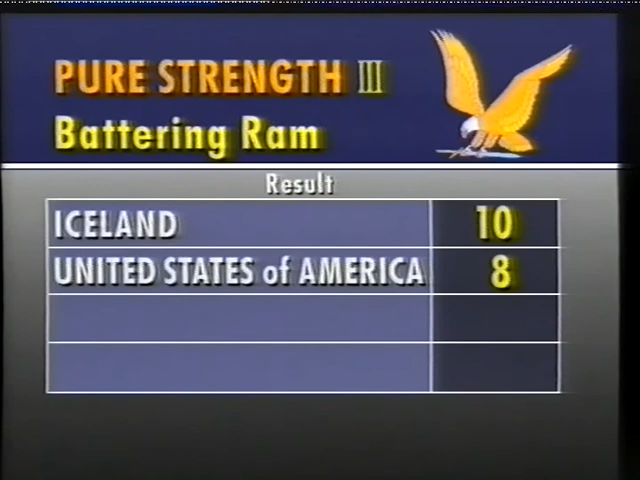 PURE STRENGTH III
Battering Ram
Result
ICELAND 10
UNITED STATES of AMERICA 8